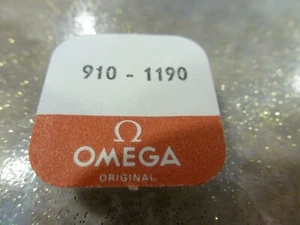 910 - 1190
Ω
OMEGA
ORIGINAL